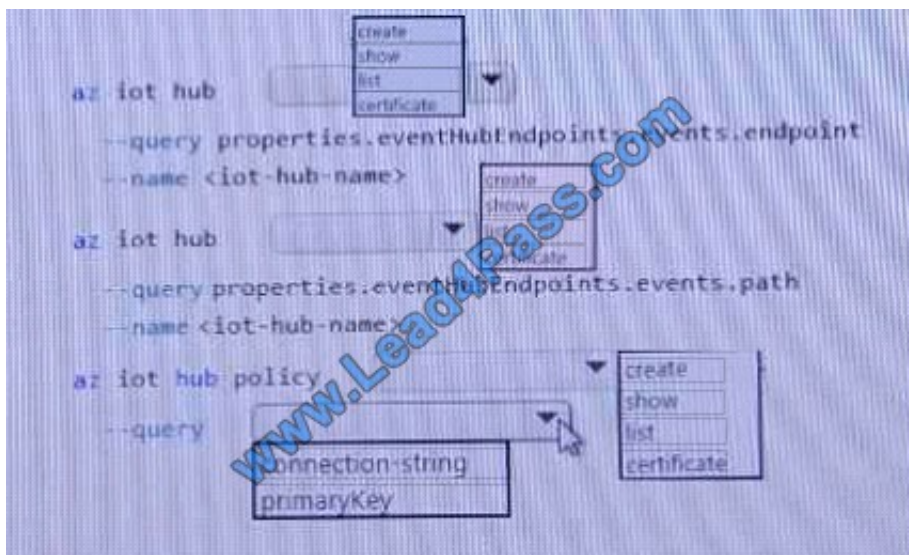 create
show
list
certificate
az iot hub
--query properties.eventHubEndpoints.events.endpoint
--name <iot-hub-name>
create
show
certificate
az iot hub
--query properties.eventHubEndpoints.events.path
--name <iot-hub-name>
az iot hub policy
create
show
list
certificate
--query
connection-string
primaryKey
www.Lead4Pass.com